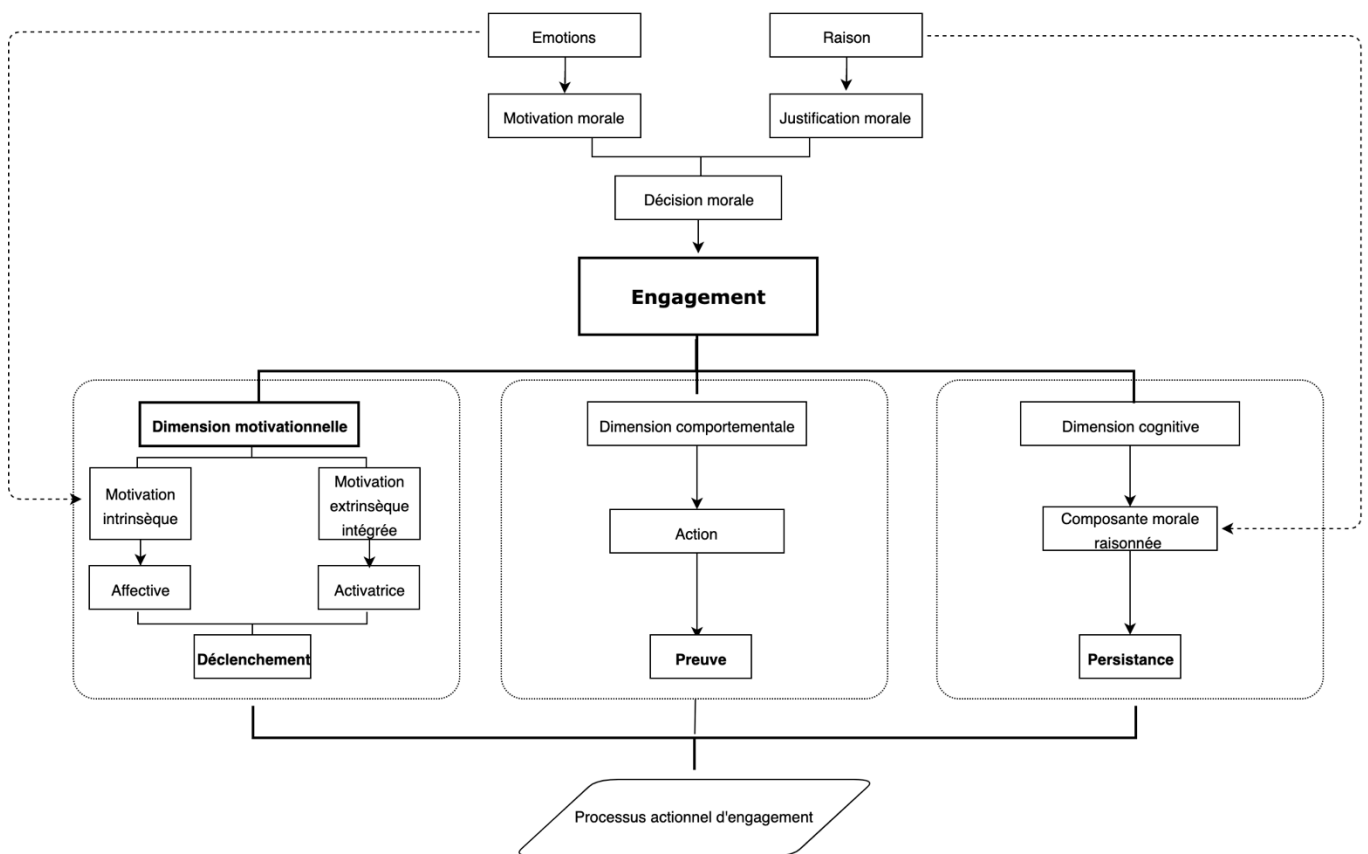 Emotions
Raison
Motivation morale
Justification morale
Décision morale
Engagement
Dimension motivationnelle
Dimension comportementale
Dimension cognitive
Motivation
intrinsèque
Motivation
extrinsèque
intégrée
Action
Composante morale
raisonnée
Affective
Activatrice
Déclenchement
Preuve
Persistance
Processus actionnel d'engagement